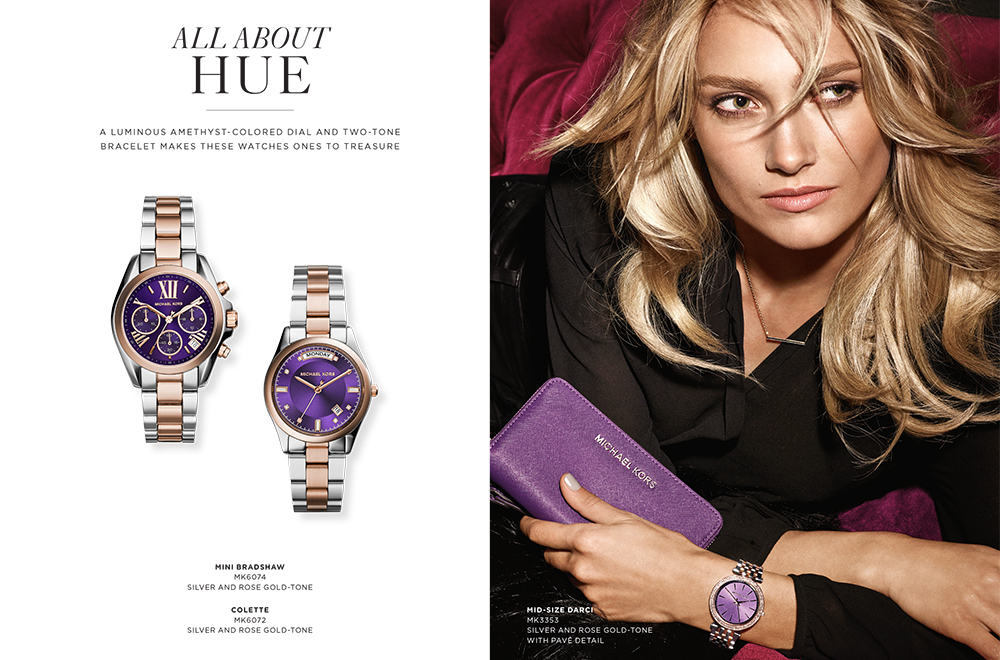 ALL ABOUT
HUE
A LUMINOUS AMETHYST-COLORED DIAL AND TWO-TONE
BRACELET MAKES THESE WATCHES ONES TO TREASURE
XII
MICHAEL KORS
MONDAY
MICHAEL KORS
MINI BRADSHAW
MK6074
SILVER AND ROSE GOLD-TONE
COLETTE
MK6072
SILVER AND ROSE GOLD-TONE
MICHAEL KORS
MID-SIZE DARCI
MK3353
SILVER AND ROSE GOLD-TONE
WITH PAVÉ DETAIL